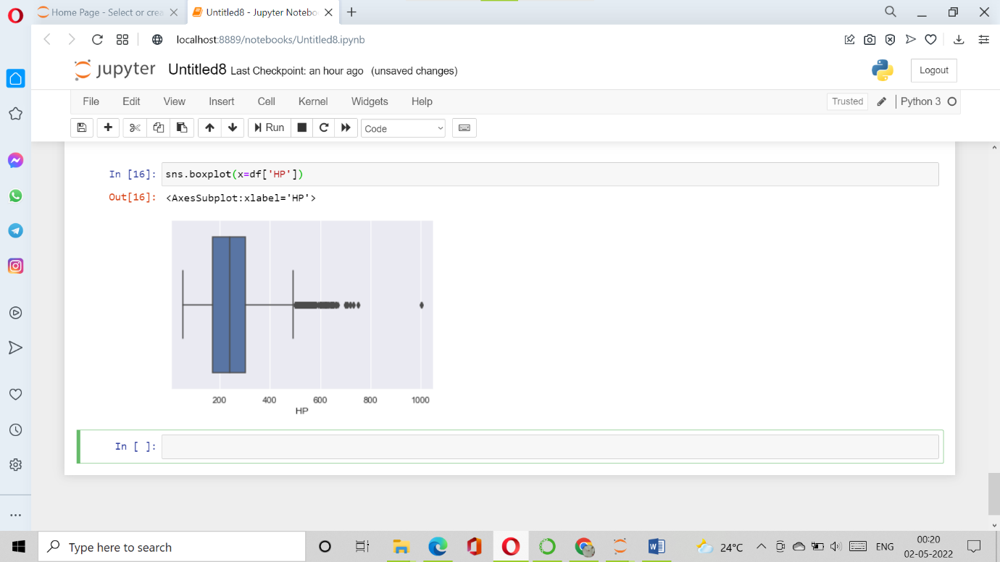 Home Page - Select or crea
Untitled8 - Jupyter Notebo
localhost:8889/notebooks/Untitled8.ipynb
jupyter Untitled8 Last Checkpoint: an hour ago (unsaved changes)
Logout
File Edit View Insert Cell Kernel Widgets Help
Trusted
Python 3
Run
Code
In [16]: sns.boxplot(x=df['HP'])
Out[16]: <AxesSubplot:xlabel='HP'>
200 400 600 800 1000
HP
In [ ]:
Type here to search
24°C
ENG
00:20
02-05-2022